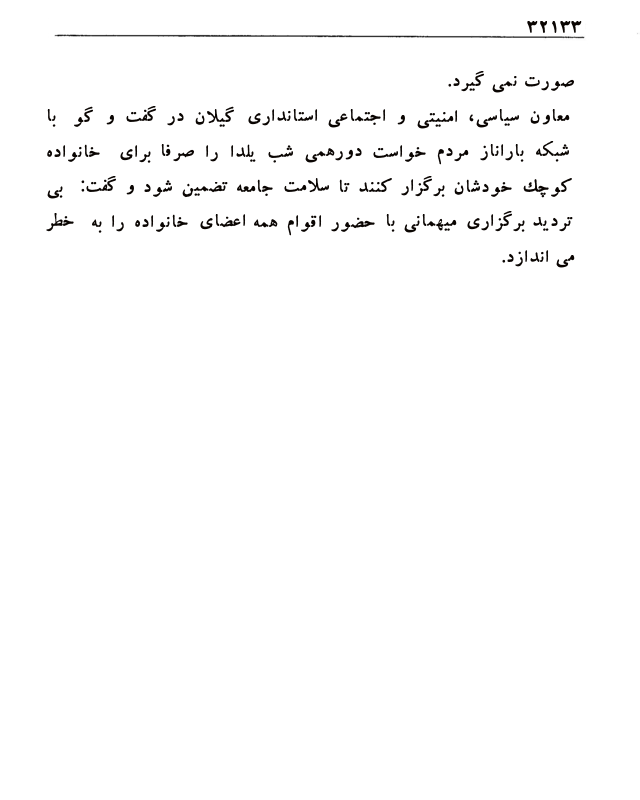 ۳۲۱۳۳
صورت نمی گیرد.
معاون سیاسی، امنیتی و اجتماعی استانداری گیلان در گفت و گو با
شبکه باراناز مردم خواست دورهمی شب یلدا را صرفا برای خانواده
کوچك خودشان برگزار کنند تا سلامت جامعه تضمین شود و گفت: بی
تردید برگزاری میهمانی با حضور اقوام همه اعضای خانواده را به خطر
می اندازد.